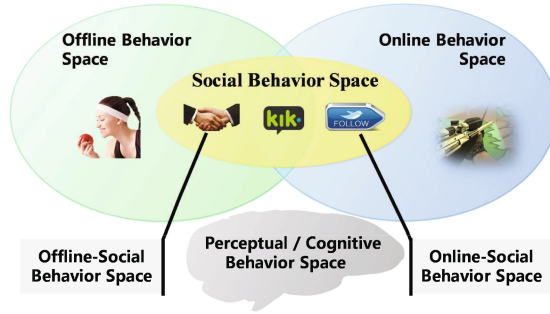 Offline Behavior
Space
Online Behavior
Space
Social Behavior Space
kik
FOLLOW
Offline-Social
Behavior Space
Perceptual / Cognitive
Behavior Space
Online-Social
Behavior Space